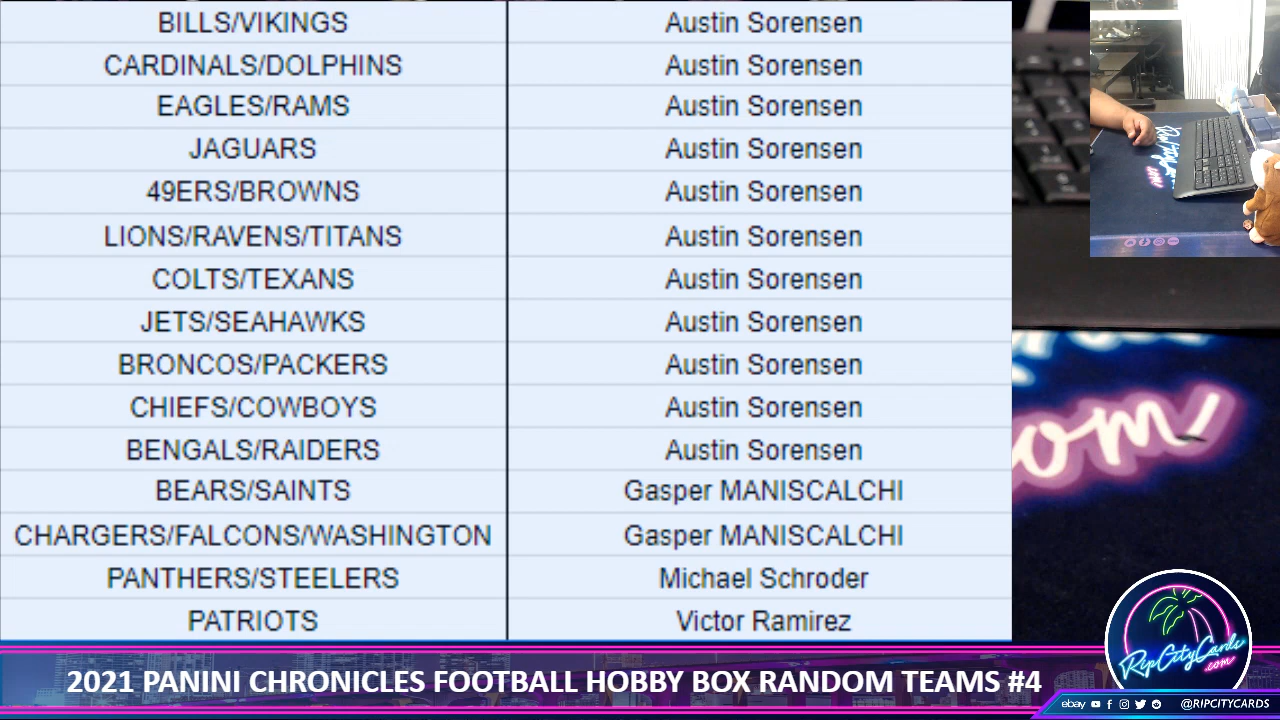 BILLS/VIKINGS Austin Sorensen
CARDINALS/DOLPHINS Austin Sorensen
EAGLES/RAMS Austin Sorensen
JAGUARS Austin Sorensen
49ERS/BROWNS Austin Sorensen
LIONS/RAVENS/TITANS Austin Sorensen
COLTS/TEXANS Austin Sorensen
JETS/SEAHAWKS Austin Sorensen
BRONCOS/PACKERS Austin Sorensen
CHIEFS/COWBOYS Austin Sorensen
BENGALS/RAIDERS Austin Sorensen
BEARS/SAINTS Gasper MANISCALCHI
CHARGERS/FALCONS/WASHINGTON Gasper MANISCALCHI
PANTHERS/STEELERS Michael Schroder
PATRIOTS Victor Ramirez
om
RipCityCards
.com
2021 PANINI CHRONICLES FOOTBALL HOBBY BOX RANDOM TEAMS #4
ebay @RIPCITYCARDS